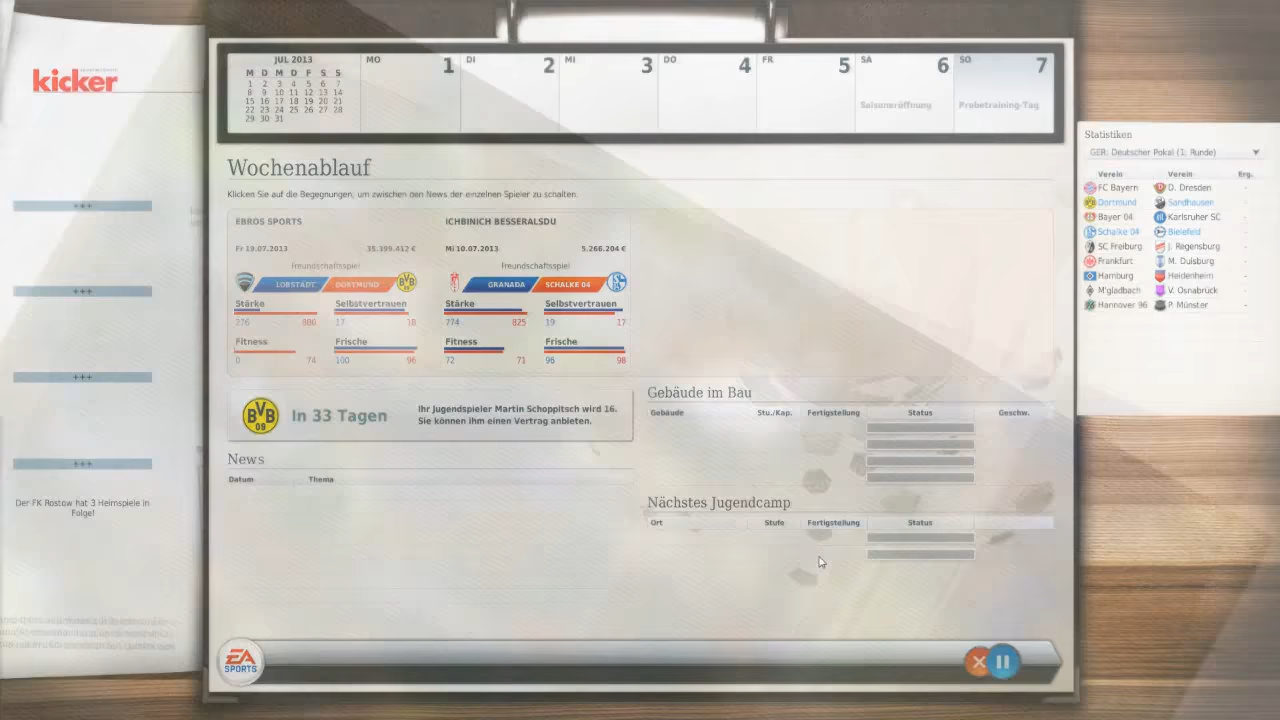 kicker
+++
+++
+++
+++
Der FK Rostow hat 3 Heimspiele in
Folge!
JUL 2013
M D M D F S S
1 2 3 4 5 6 7
8 9 10 11 12 13 14
15 16 17 18 19 20 21
22 23 24 25 26 27 28
29 30 31
MO 1 DI 2 MI 3 DO 4 FR 5 SA 6 SO 7
Saisoneröffnung Probetraining-Tag
Wochenablauf
Klicken Sie auf die Begegnungen, um zwischen den News der einzelnen Spieler zu schalten.
EBROS SPORTS
Fr 19.07.2013 35.399.412 €
Freundschaftsspiel
LOBSTÄDT DORTMUND
Stärke Selbstvertrauen
276 880 17 18
Fitness Frische
0 74 100 96
ICHBINICH BESSERALSDU
Mi 10.07.2013 5.266.204 €
Freundschaftsspiel
GRANADA SCHALKE 04
Stärke Selbstvertrauen
774 825 19 17
Fitness Frische
72 71 96 98
BVB
09
In 33 Tagen
Ihr Jugendspieler Martin Schoppitsch wird 16.
Sie können ihm einen Vertrag anbieten.
News
Datum Thema
Gebäude im Bau
Gebäude Stu./Kap. Fertigstellung Status Geschw.
Nächstes Jugendcamp
Ort Stufe Fertigstellung Status
EA
SPORTS
Statistiken
GER: Deutscher Pokal (1. Runde)
Verein Verein Erg.
FC Bayern D. Dresden -
Dortmund Sandhausen -
Bayer 04 Karlsruher SC -
Schalke 04 Bielefeld -
SC Freiburg J. Regensburg -
Frankfurt M. Duisburg -
Hamburg Heidenheim -
M'gladbach V. Osnabrück -
Hannover 96 P. Münster -